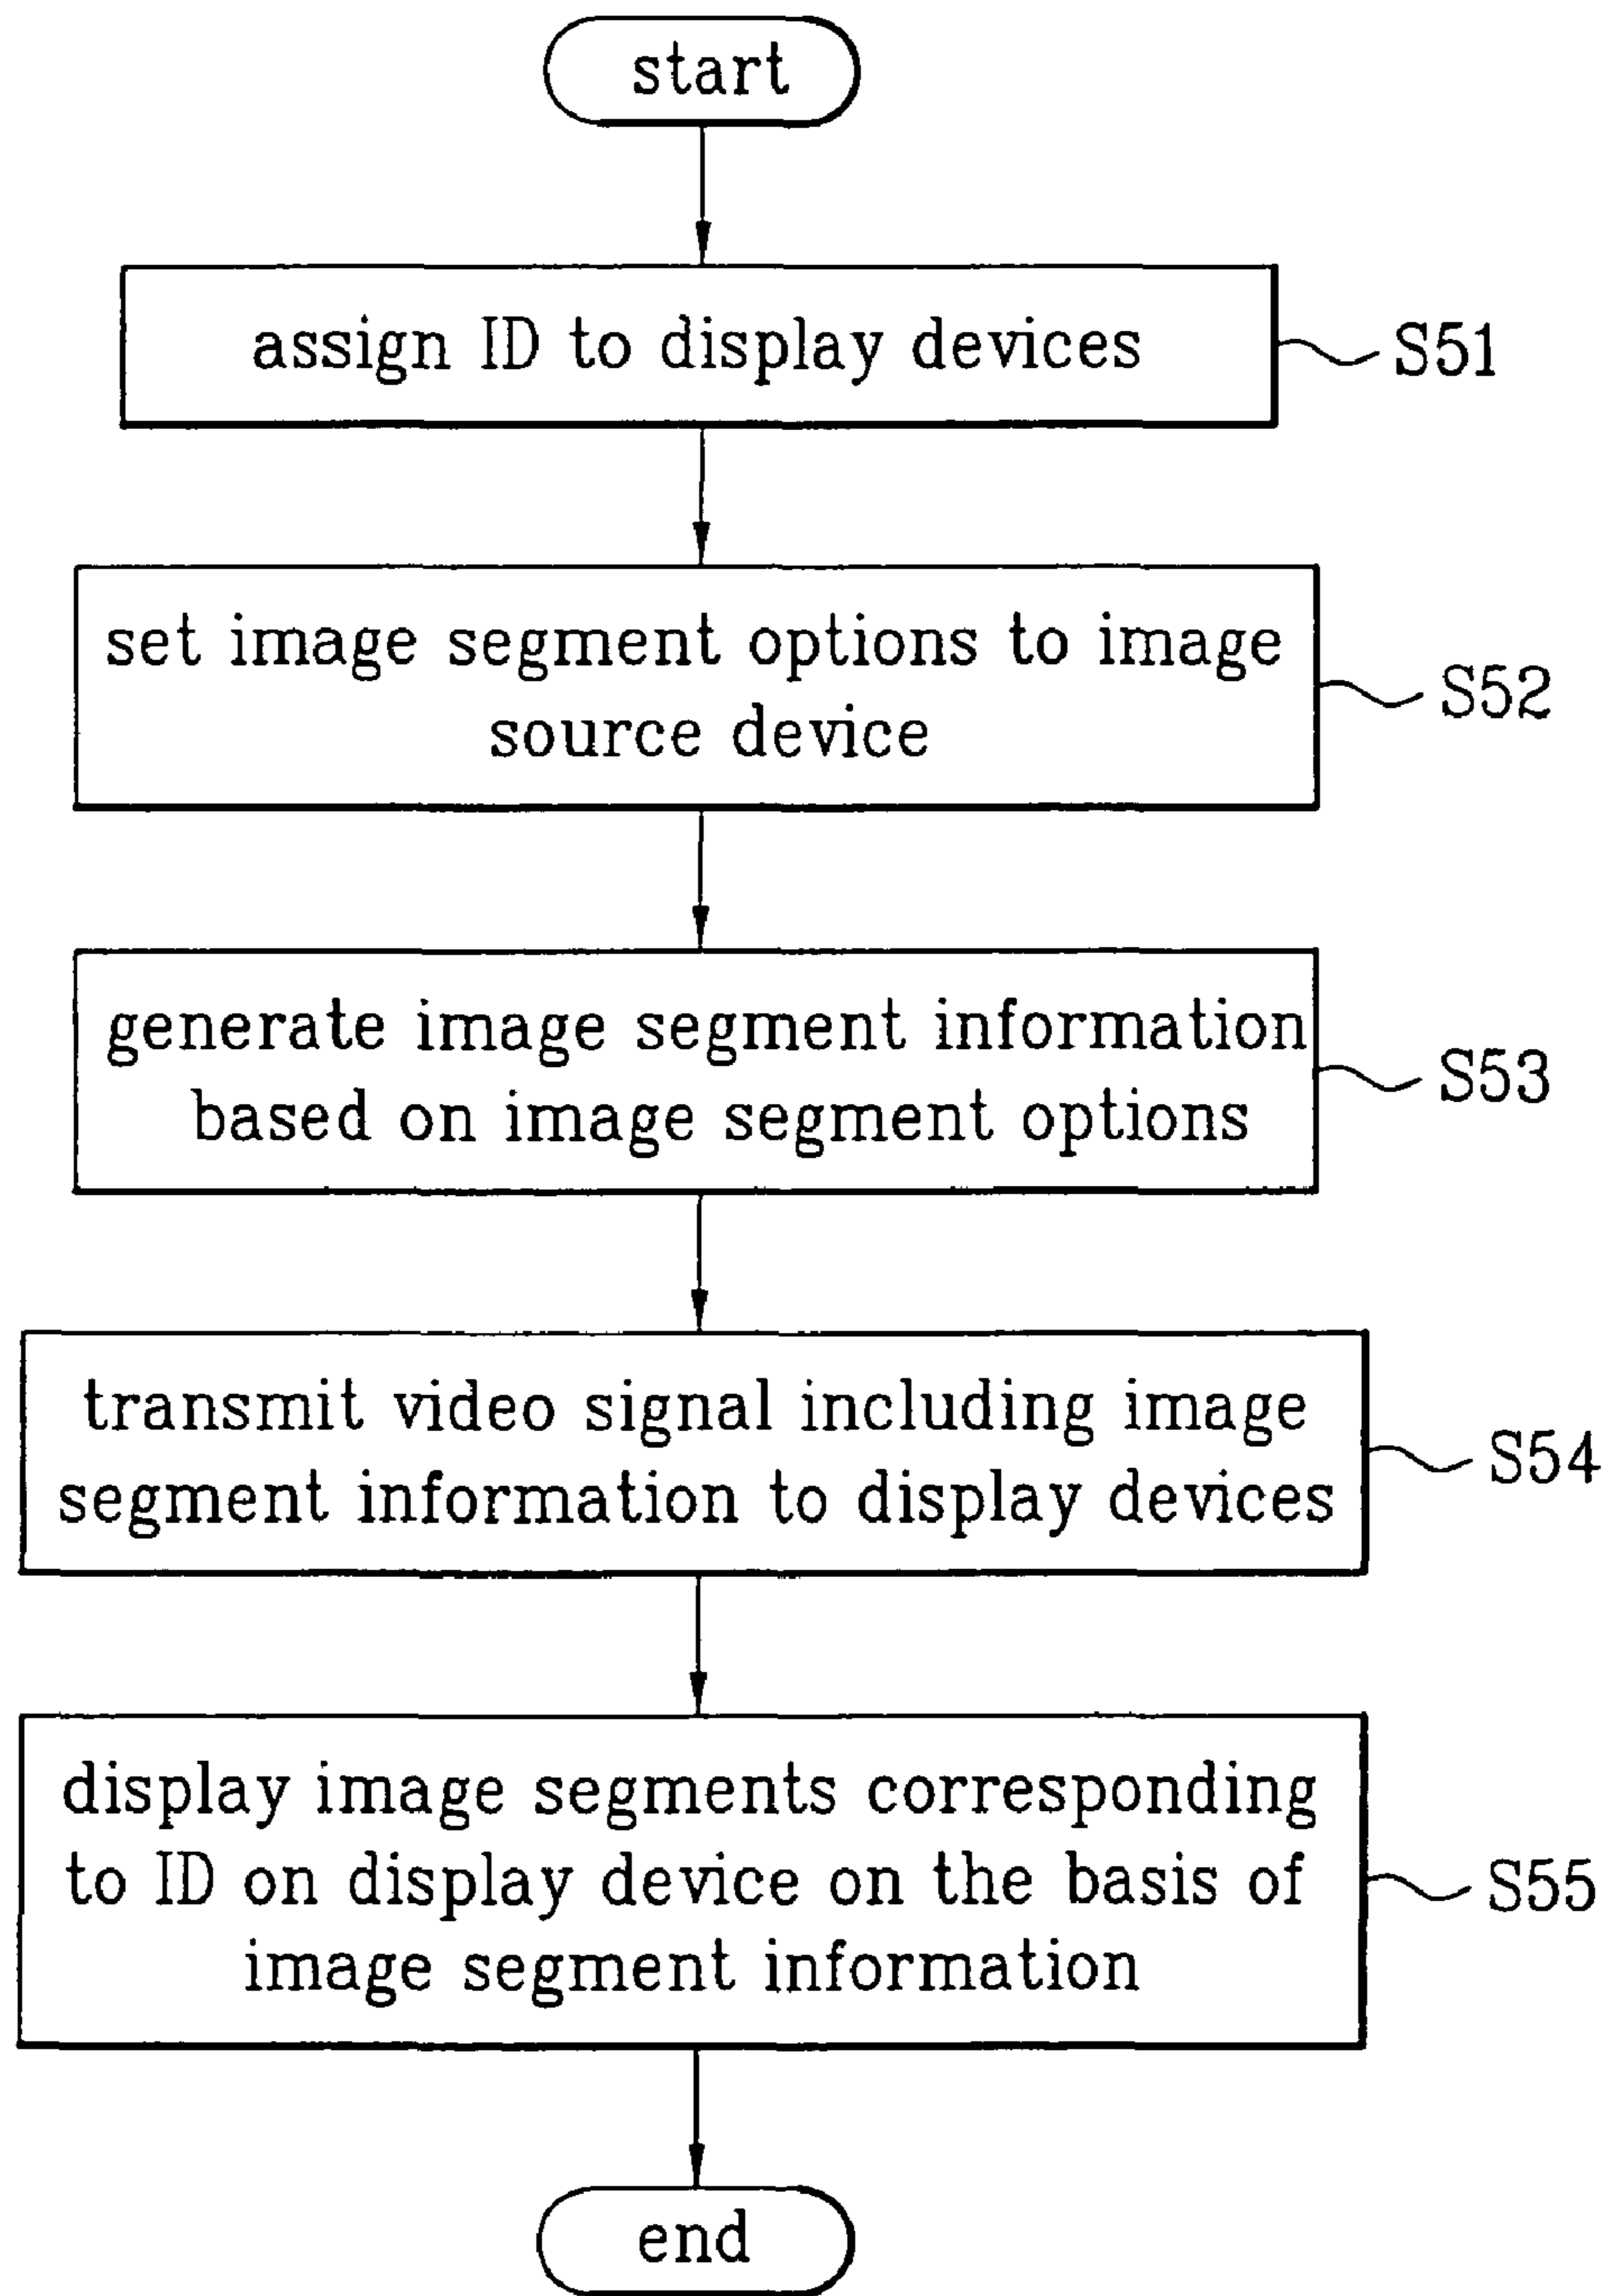 start
assign ID to display devices
S51
set image segment options to image
source device
S52
generate image segment information
based on image segment options
S53
transmit video signal including image
segment information to display devices
S54
display image segments corresponding
to ID on display device on the basis of
image segment information
S55
end